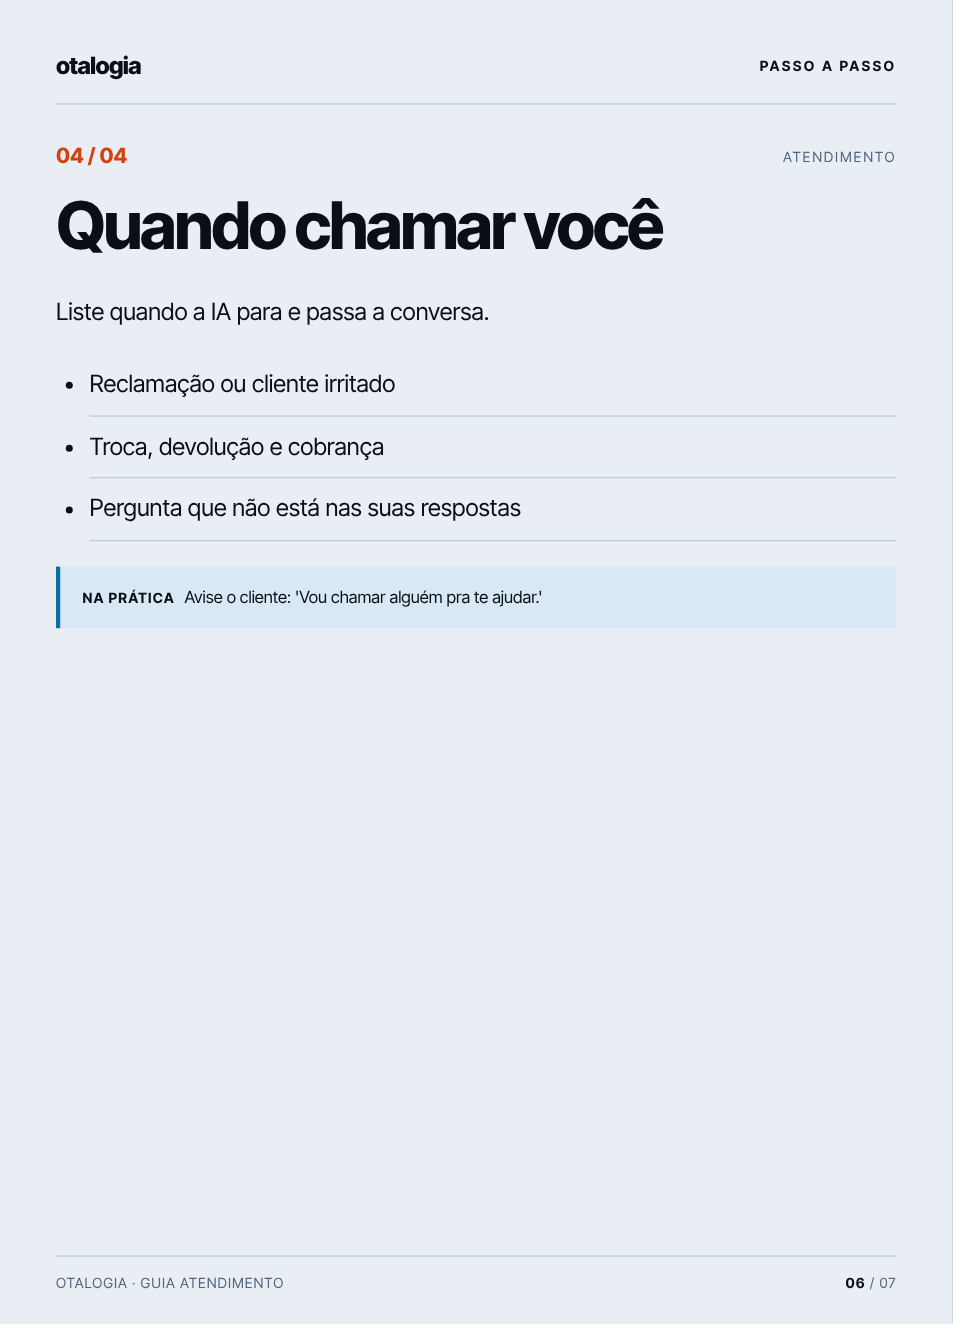 otalogia
PASSO A PASSO
04 / 04
ATENDIMENTO
Quando chamar você
Liste quando a IA para e passa a conversa.
• Reclamação ou cliente irritado
• Troca, devolução e cobrança
• Pergunta que não está nas suas respostas
NA PRÁTICA Avise o cliente: 'Vou chamar alguém pra te ajudar.'
OTALOGIA · GUIA ATENDIMENTO
06 / 07